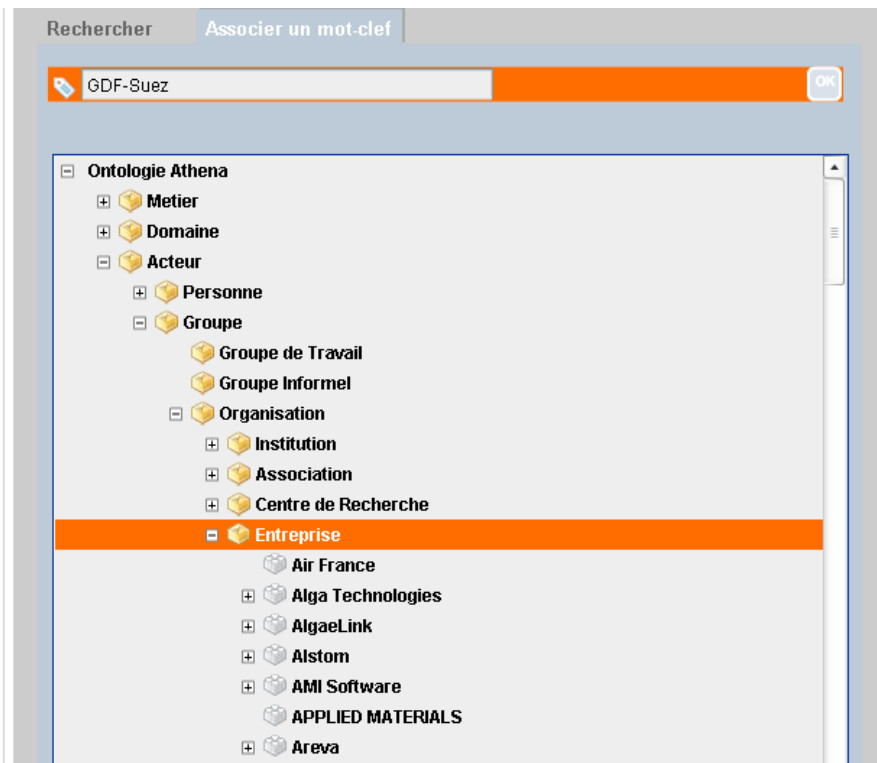 Rechercher Associer un mot-clef
GDF-Suez OK
Ontologie Athena
Metier
Domaine
Acteur
Personne
Groupe
Groupe de Travail
Groupe Informel
Organisation
Institution
Association
Centre de Recherche
Entreprise
Air France
Alga Technologies
AlgaeLink
Alstom
AMI Software
APPLIED MATERIALS
Areva